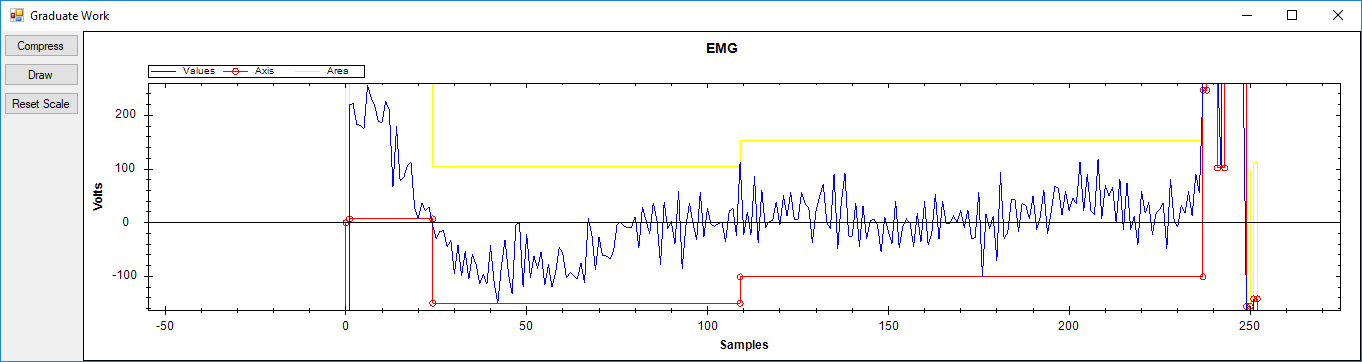 Graduate Work
Compress
Draw
Reset Scale
EMG
Values Axis Area
200
100
0
-100
Volts
-50 0 50 100 150 200 250
Samples